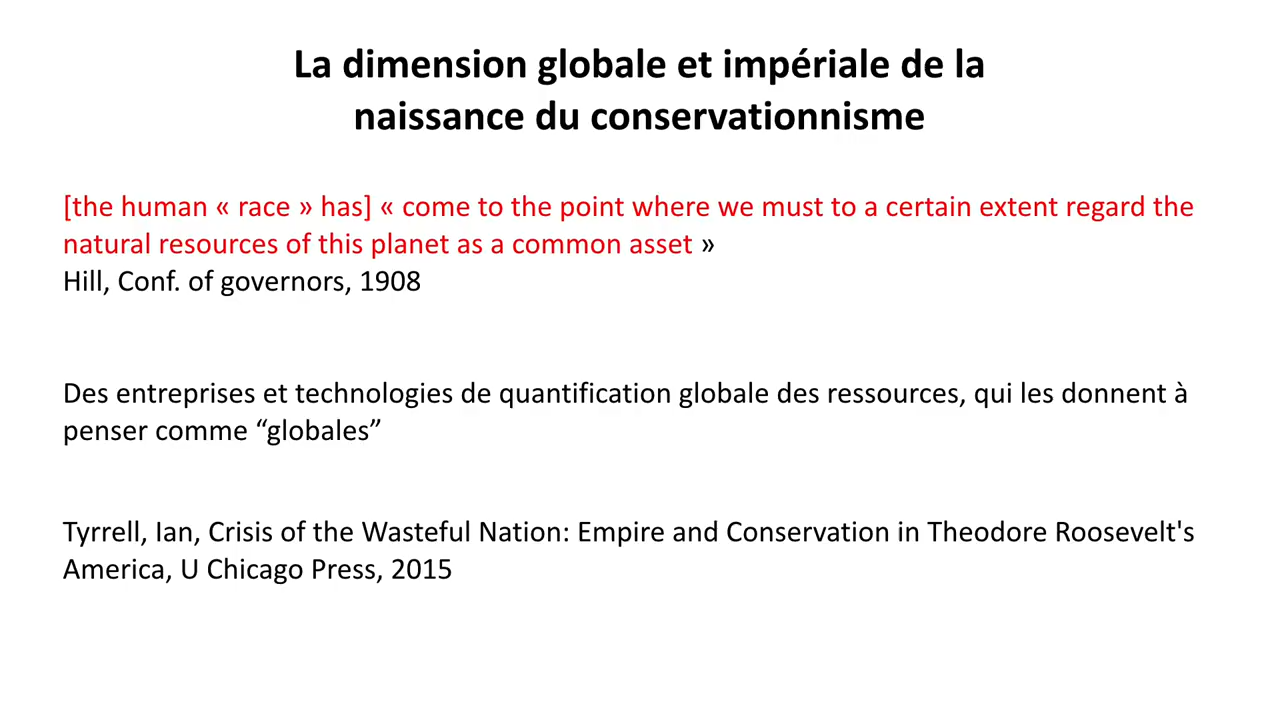 La dimension globale et impériale de la
naissance du conservationnisme
[the human « race » has] « come to the point where we must to a certain extent regard the
natural resources of this planet as a common asset »
Hill, Conf. of governors, 1908
Des entreprises et technologies de quantification globale des ressources, qui les donnent à
penser comme “globales”
Tyrrell, Ian, Crisis of the Wasteful Nation: Empire and Conservation in Theodore Roosevelt's
America, U Chicago Press, 2015